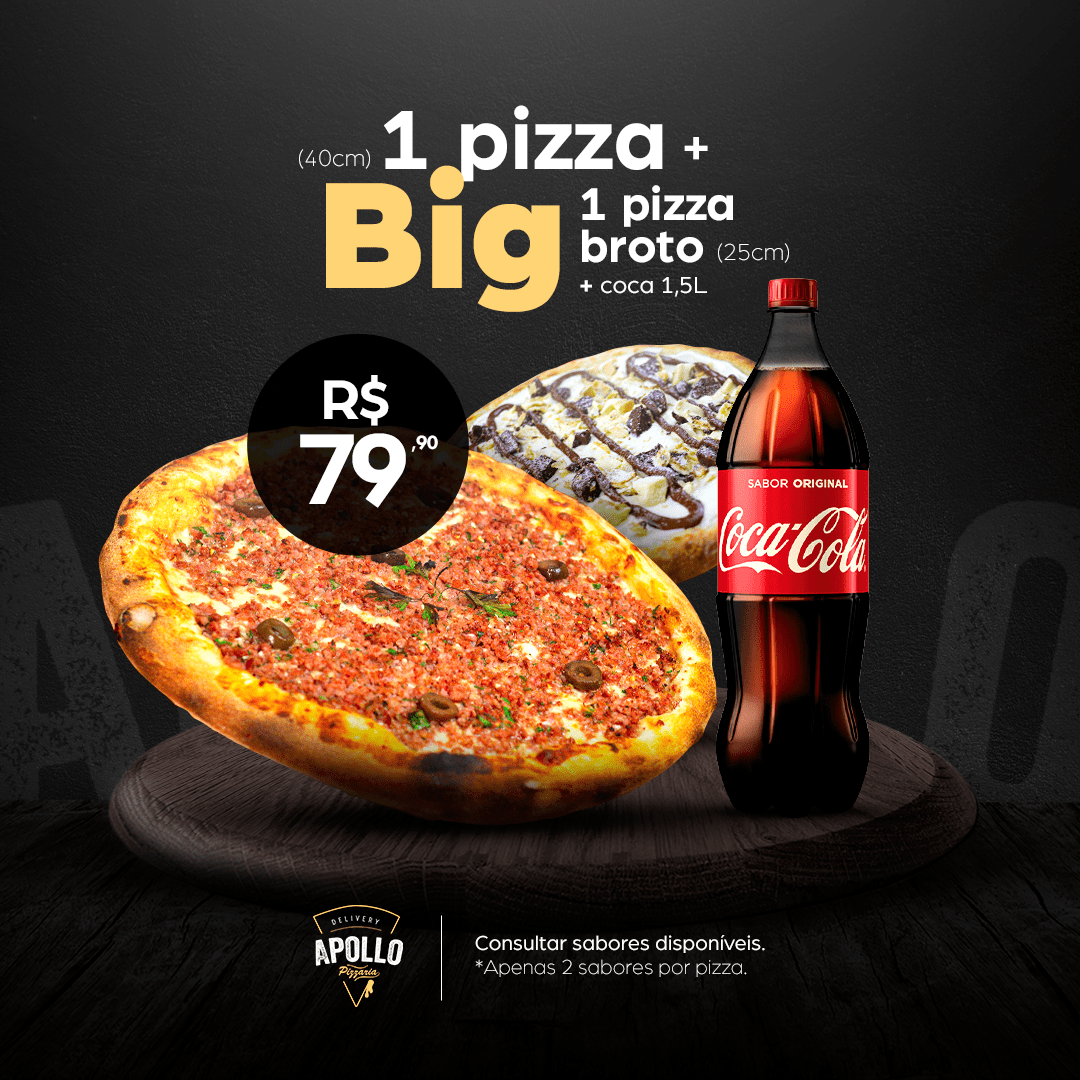 (40cm) 1 pizza +
Big
1 pizza
broto (25cm)
+ coca 1,5L
R$
79,90
SABOR ORIGINAL
Coca-Cola
DELIVERY
APOLLO
Pizzaria
Consultar sabores disponíveis.
*Apenas 2 sabores por pizza.